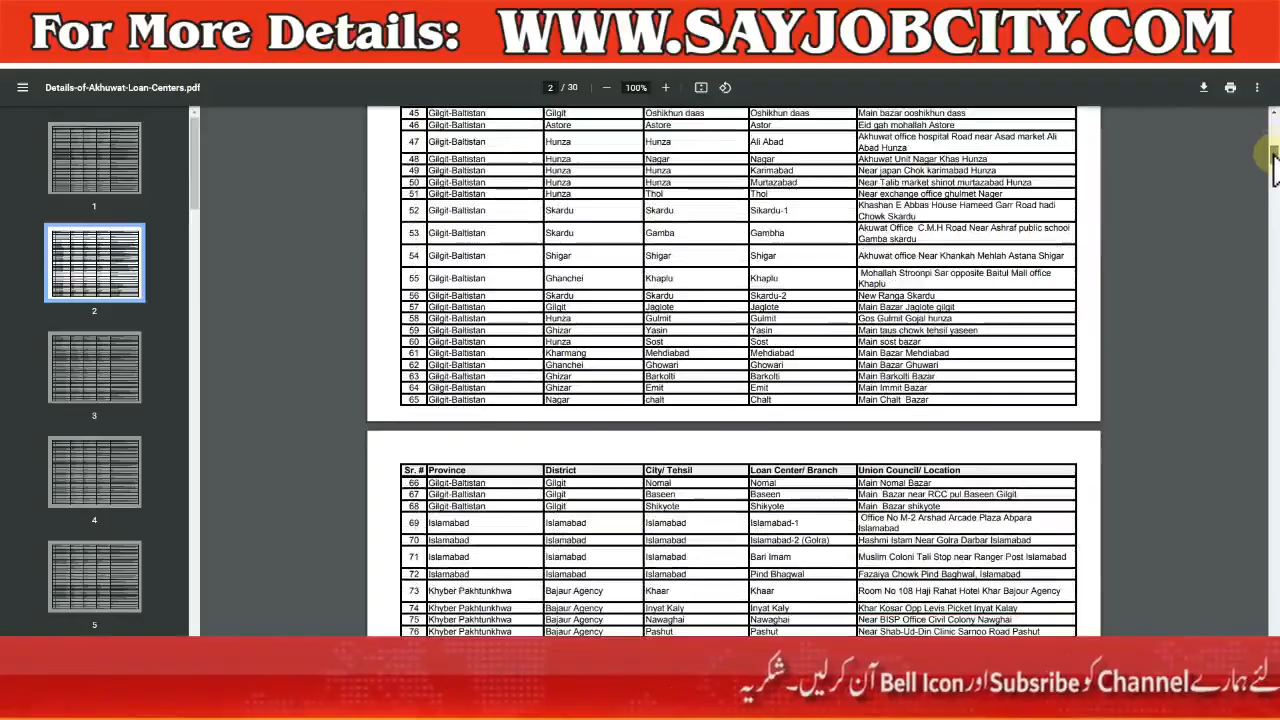 For More Details: WWW.SAYJOBCITY.COM
Details-of-Akhuwat-Loan-Centers.pdf 2 / 30 100%
1
2
3
4
5
45 Gilgit-Baltistan Gilgit Oshikhun daas Oshikhun daas Main bazar ooshikhun dass
46 Gilgit-Baltistan Astore Astore Astor Eid gah mohallah Astore
47 Gilgit-Baltistan Hunza Hunza Ali Abad Akhuwat office hospital Road near Asad market Ali
Abad Hunza
48 Gilgit-Baltistan Hunza Nagar Nagar Akhuwat Unit Nagar Khas Hunza
49 Gilgit-Baltistan Hunza Hunza Karimabad Near japan Chok karimabad Hunza
50 Gilgit-Baltistan Hunza Hunza Murtazabad Near Talib market shinot murtazabad Hunza
51 Gilgit-Baltistan Hunza Thol Thol Near exchange office ghulmet Nager
52 Gilgit-Baltistan Skardu Skardu Sikardu-1 Khashan E Abbas House Hameed Garr Road hadi
Chowk Skardu
53 Gilgit-Baltistan Skardu Gamba Gambha Akuwat Office C.M.H Road Near Ashraf public school
Gamba skardu
54 Gilgit-Baltistan Shigar Shigar Shigar Akhuwat office Near Khankah Mehlah Astana Shigar
55 Gilgit-Baltistan Ghanchei Khaplu Khaplu Mohallah Stroonpi Sar opposite Baitul Mall office
Khaplu
56 Gilgit-Baltistan Skardu Skardu Skardu-2 New Ranga Skardu
57 Gilgit-Baltistan Gilgit Jaglote Jaglote Main Bazar Jaglote gilgit
58 Gilgit-Baltistan Hunza Gulmit Gulmit Gos Gulmit Gojal hunza
59 Gilgit-Baltistan Ghizar Yasin Yasin Main taus chowk tehsil yaseen
60 Gilgit-Baltistan Hunza Sost Sost Main sost bazar
61 Gilgit-Baltistan Kharmang Mehdiabad Mehdiabad Main Bazar Mehdiabad
62 Gilgit-Baltistan Ghanchei Ghowari Ghowari Main Bazar Ghuwari
63 Gilgit-Baltistan Ghizar Barkolti Barkolti Main Barkolti Bazar
64 Gilgit-Baltistan Ghizar Emit Emit Main Immit Bazar
65 Gilgit-Baltistan Nagar chalt Chalt Main Chalt Bazar
Sr. # Province District City/ Tehsil Loan Center/ Branch Union Council/ Location
66 Gilgit-Baltistan Gilgit Nomal Nomal Main Nomal Bazar
67 Gilgit-Baltistan Gilgit Baseen Baseen Main Bazar near RCC pul Baseen Gilgit
68 Gilgit-Baltistan Gilgit Shikyote Shikyote Main Bazar shikyote
69 Islamabad Islamabad Islamabad Islamabad-1 Office No M-2 Arshad Arcade Plaza Abpara
Islamabad
70 Islamabad Islamabad Islamabad Islamabad-2 (Golra) Hashmi Istam Near Golra Darbar Islamabad
71 Islamabad Islamabad Islamabad Bari Imam Muslim Coloni Tali Stop near Ranger Post Islamabad
72 Islamabad Islamabad Islamabad Pind Bhagwal Fazaiya Chowk Pind Baghwal, Islamabad
73 Khyber Pakhtunkhwa Bajaur Agency Khaar Khaar Room No 108 Haji Rahat Hotel Khar Bajour Agency
74 Khyber Pakhtunkhwa Bajaur Agency Inyat Kaly Inyat Kaly Khar Kosar Opp Levis Picket Inyat Kalay
75 Khyber Pakhtunkhwa Bajaur Agency Nawaghai Nawaghai Near BISP Office Civil Colony Nawghai
76 Khyber Pakhtunkhwa Bajaur Agency Pashut Pashut Near Shab-Ud-Din Clinic Sarnoo Road Pashut
لئے ہمارے Channel کو Subsribe اور Bell Icon آن کرلیں۔ شکریہ